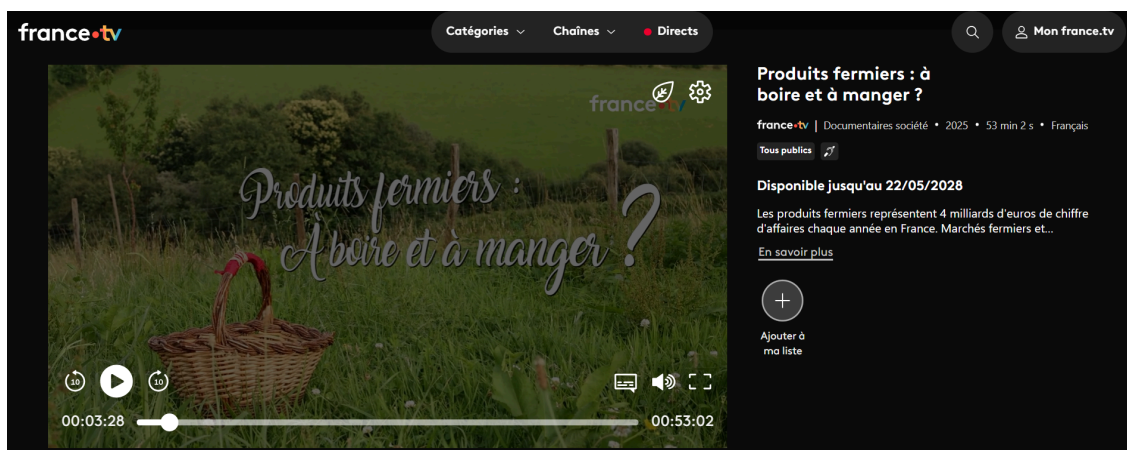 france•tv
Catégories
Chaînes
Directs
Mon france.tv
france•tv
Produits fermiers :
À boire et à manger ?
10
10
00:03:28
00:53:02
Produits fermiers : à
boire et à manger ?
france•tv | Documentaires société • 2025 • 53 min 2 s • Français
Tous publics
Disponible jusqu'au 22/05/2028
Les produits fermiers représentent 4 milliards d'euros de chiffre
d'affaires chaque année en France. Marchés fermiers et...
En savoir plus
Ajouter à
ma liste